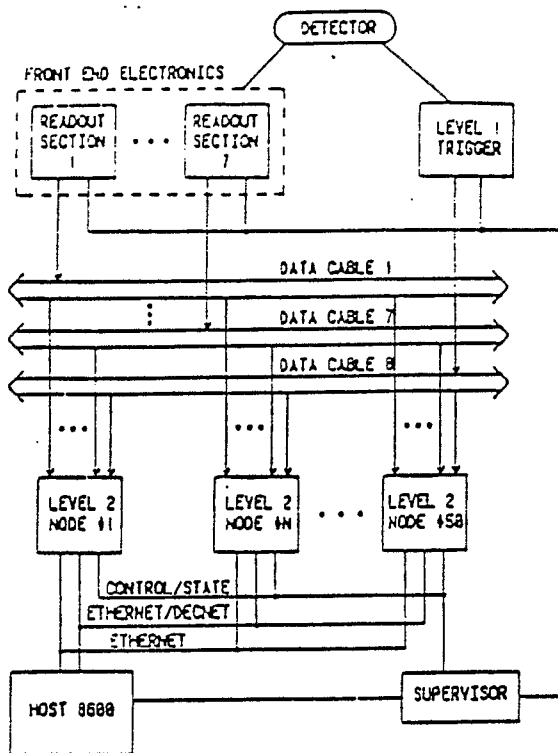 DETECTOR
FRONT END ELECTRONICS
READOUT
SECTION
1
READOUT
SECTION
7
LEVEL 1
TRIGGER
DATA CABLE 1
DATA CABLE 7
DATA CABLE 8
LEVEL 2
NODE #1
LEVEL 2
NODE #N
LEVEL 2
NODE #50
CONTROL/STATE
ETHERNET/DECNET
ETHERNET
HOST 8600
SUPERVISOR